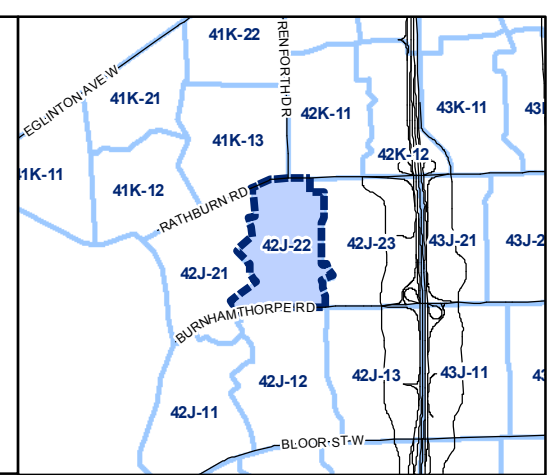 41K-22
RENFORTH DR
EGLINTON AVE W
41K-21
42K-11
43K-11
41K-13
42K-12
41K-12
RATHBURN RD
42J-22
42J-23
43J-21
42J-21
BURNHAMTHORPE RD
42J-12
42J-13
43J-11
42J-11
BLOOR ST W